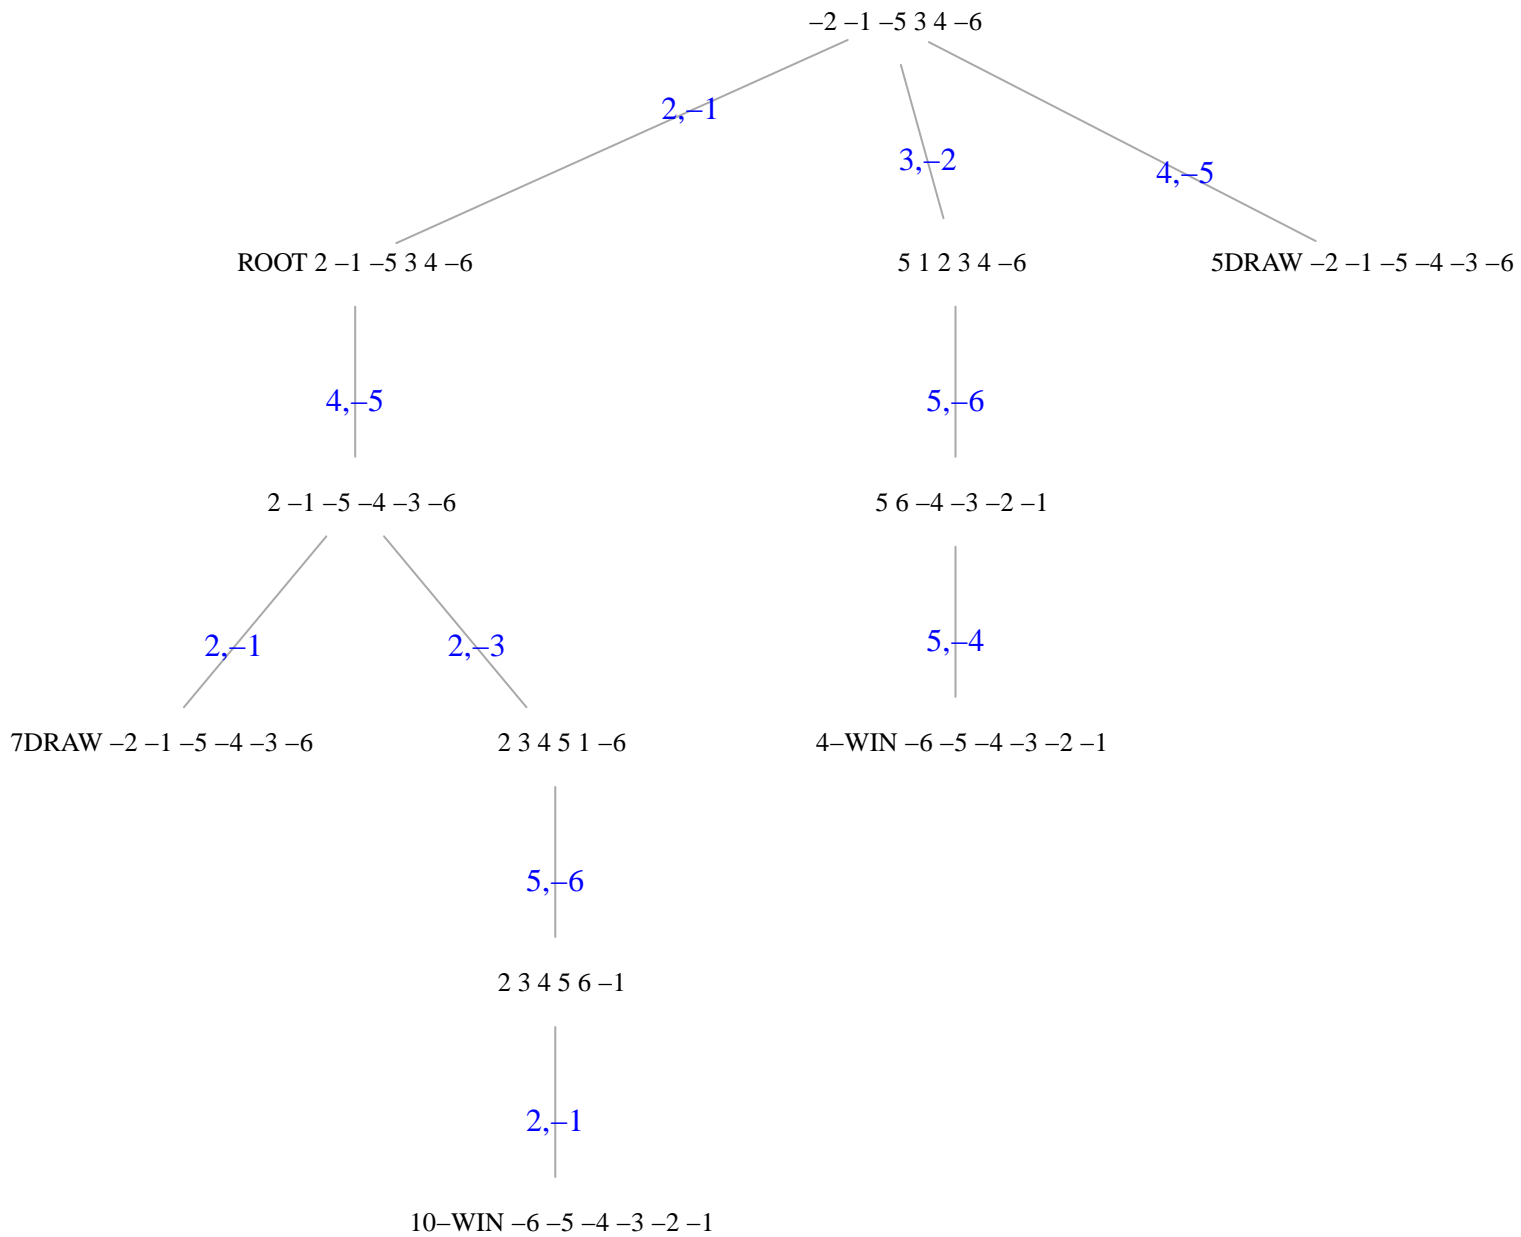 –2 –1 –5 3 4 –6
2,–1
3,–2
4,–5
ROOT 2 –1 –5 3 4 –6
5 1 2 3 4 –6
5DRAW –2 –1 –5 –4 –3 –6
4,–5
5,–6
2 –1 –5 –4 –3 –6
5 6 –4 –3 –2 –1
2,–1
2,–3
5,–4
7DRAW –2 –1 –5 –4 –3 –6
2 3 4 5 1 –6
4–WIN –6 –5 –4 –3 –2 –1
5,–6
2 3 4 5 6 –1
2,–1
10–WIN –6 –5 –4 –3 –2 –1